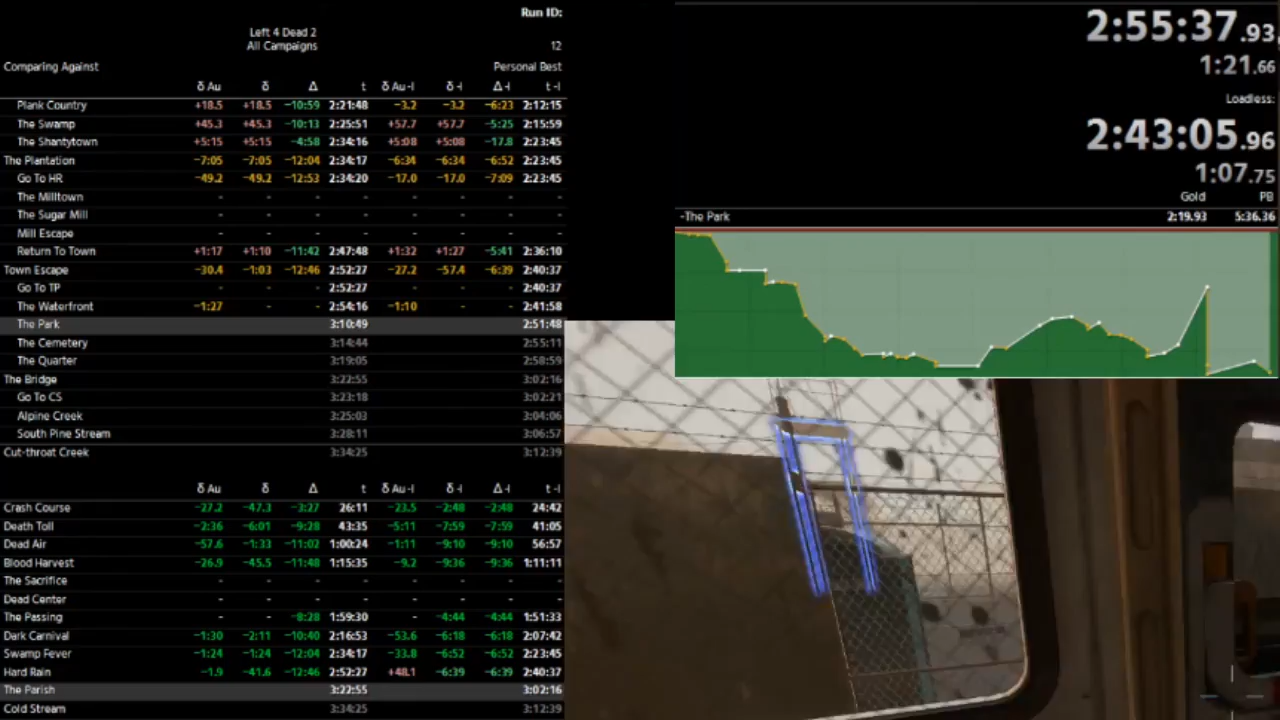 Run ID:
Left 4 Dead 2
All Campaigns 12
Comparing Against Personal Best
δ Au δ Δ t δ Au -l δ -l Δ -l t -l
Plank Country +18.5 +18.5 −10:59 2:21:48 −3.2 −3.2 −6:23 2:12:15
The Swamp +45.3 +45.3 −10:13 2:25:51 +57.7 +57.7 −5:25 2:15:59
The Shantytown +5:15 +5:15 −4:58 2:34:16 +5:08 +5:08 −17.8 2:23:45
The Plantation −7:05 −7:05 −12:04 2:34:17 −6:34 −6:34 −6:52 2:23:45
Go To HR −49.2 −49.2 −12:53 2:34:20 −17.0 −17.0 −7:09 2:23:45
The Milltown - - - - - - - -
The Sugar Mill - - - - - - - -
Mill Escape - - - - - - - -
Return To Town +1:17 +1:10 −11:42 2:47:48 +1:32 +1:27 −5:41 2:36:10
Town Escape −30.4 −1:03 −12:46 2:52:27 −27.2 −57.4 −6:39 2:40:37
Go To TP - - - 2:52:27 - - - 2:40:37
The Waterfront −1:27 - - 2:54:16 −1:10 - - 2:41:58
The Park 3:10:49 2:51:48
The Cemetery 3:14:44 2:55:11
The Quarter 3:19:05 2:58:59
The Bridge 3:22:55 3:02:16
Go To CS 3:23:18 3:02:21
Alpine Creek 3:25:03 3:04:06
South Pine Stream 3:28:11 3:06:57
Cut-throat Creek 3:34:25 3:12:39
δ Au δ Δ t δ Au -l δ -l Δ -l t -l
Crash Course −27.2 −47.3 −3:27 26:11 −23.5 −2:48 −2:48 24:42
Death Toll −2:36 −6:01 −9:28 43:35 −5:11 −7:59 −7:59 41:05
Dead Air −57.6 −1:33 −11:02 1:00:24 −1:11 −9:10 −9:10 56:57
Blood Harvest −26.9 −45.5 −11:48 1:15:35 −9.2 −9:36 −9:36 1:11:11
The Sacrifice - - - - - - - -
Dead Center - - - - - - - -
The Passing - - −8:28 1:59:30 - −4:44 −4:44 1:51:33
Dark Carnival −1:30 −2:11 −10:40 2:16:53 −53.6 −6:18 −6:18 2:07:42
Swamp Fever −1:24 −1:24 −12:04 2:34:17 −33.8 −6:52 −6:52 2:23:45
Hard Rain −1.9 −41.6 −12:46 2:52:27 +48.1 −6:39 −6:39 2:40:37
The Parish 3:22:55 3:02:16
Cold Stream 3:34:25 3:12:39
2:55:37.93
1:21.66
Loadless:
2:43:05.96
1:07.75
Gold PB
-The Park 2:19.93 5:36.36